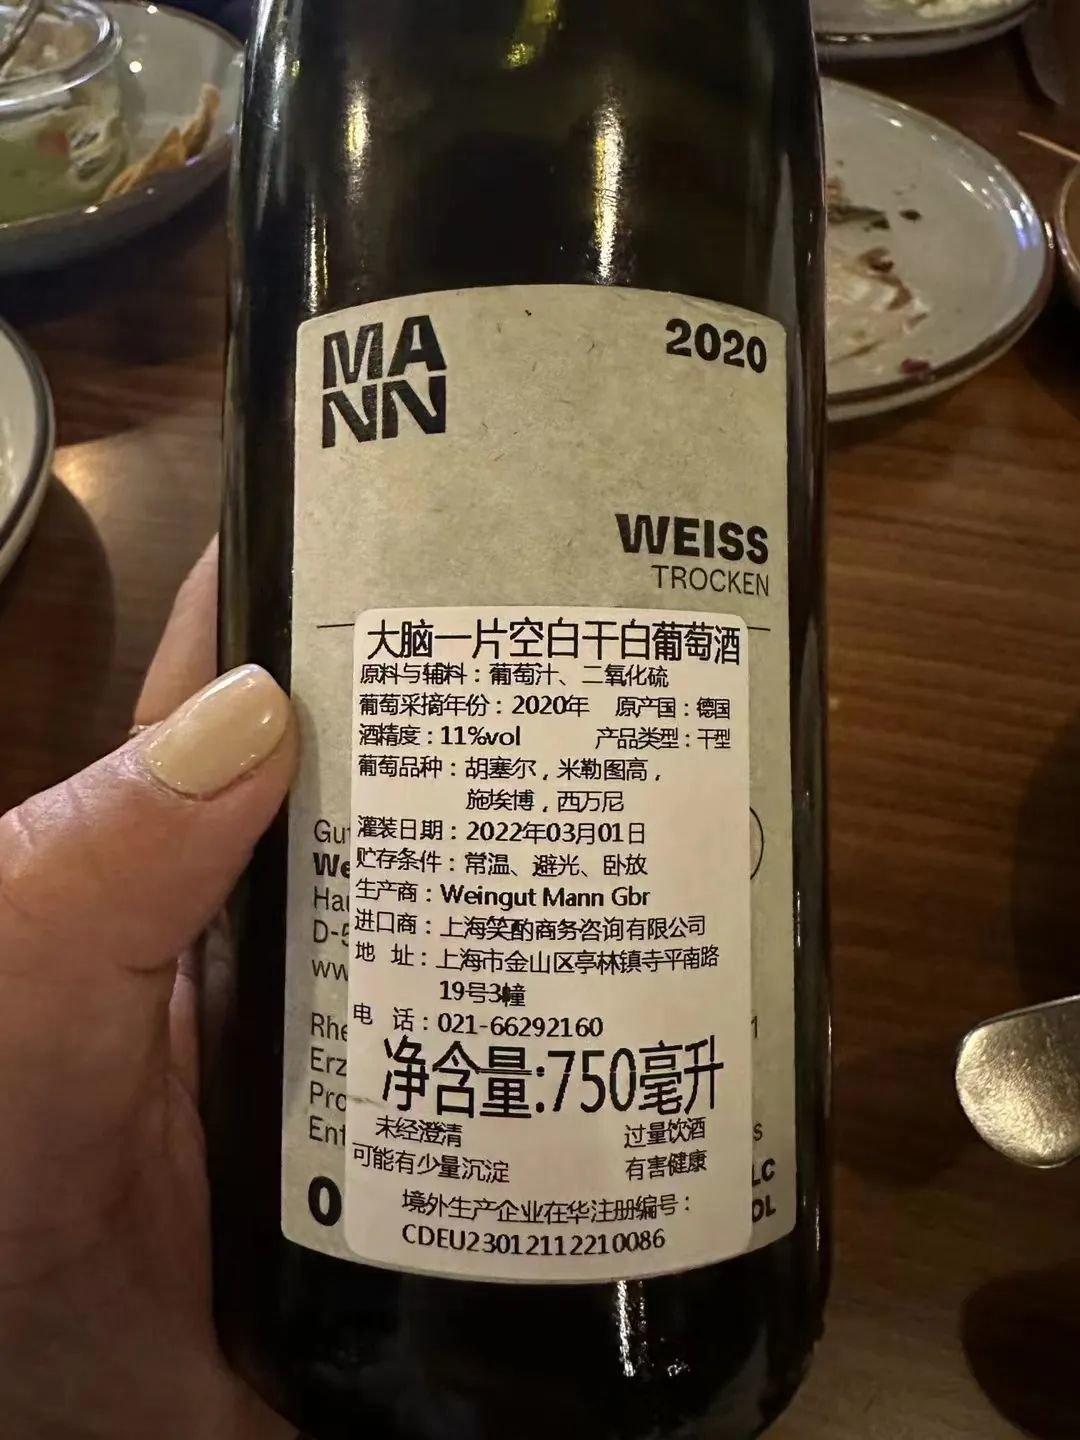 MA
NN
2020
WEISS
TROCKEN
大脑一片空白干白葡萄酒
原料与辅料：葡萄汁、二氧化硫
葡萄采摘年份：2020年 原产国：德国
酒精度：11%vol 产品类型：干型
葡萄品种：胡塞尔，米勒图高，
施埃博，西万尼
灌装日期：2022年03月01日
贮存条件：常温、避光、卧放
生产商：Weingut Mann Gbr
进口商：上海笑酌商务咨询有限公司
地 址：上海市金山区亭林镇寺平南路
19号3幢
电 话：021-66292160
净含量:750毫升
未经澄清 过量饮酒
可能有少量沉淀 有害健康
境外生产企业在华注册编号：
CDEU23012112210086